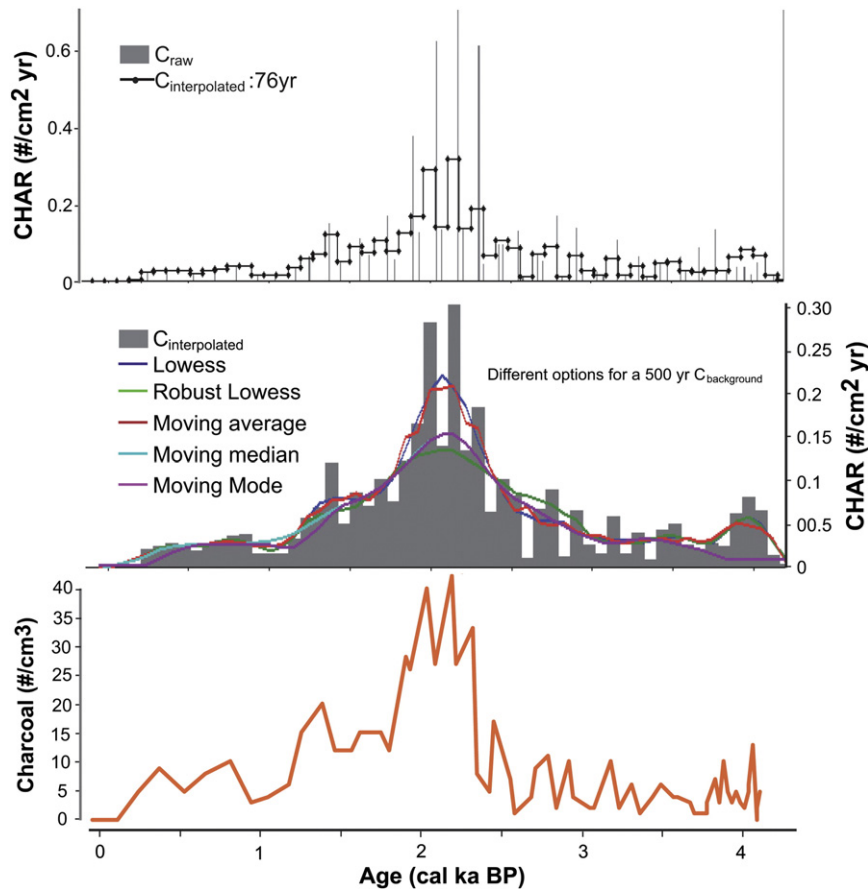 0.6
0.4
0.2
0
CHAR (#/cm2 yr)
Craw
Cinterpolated :76yr
Cinterpolated
Lowess
Robust Lowess
Moving average
Moving median
Moving Mode
Different options for a 500 yr Cbackground
0.30
0.25
0.2
0.15
0.1
00.5
0
CHAR (#/cm2 yr)
40
35
30
25
20
15
10
5
0
Charcoal (#/cm3)
0 1 2 3 4
Age (cal ka BP)